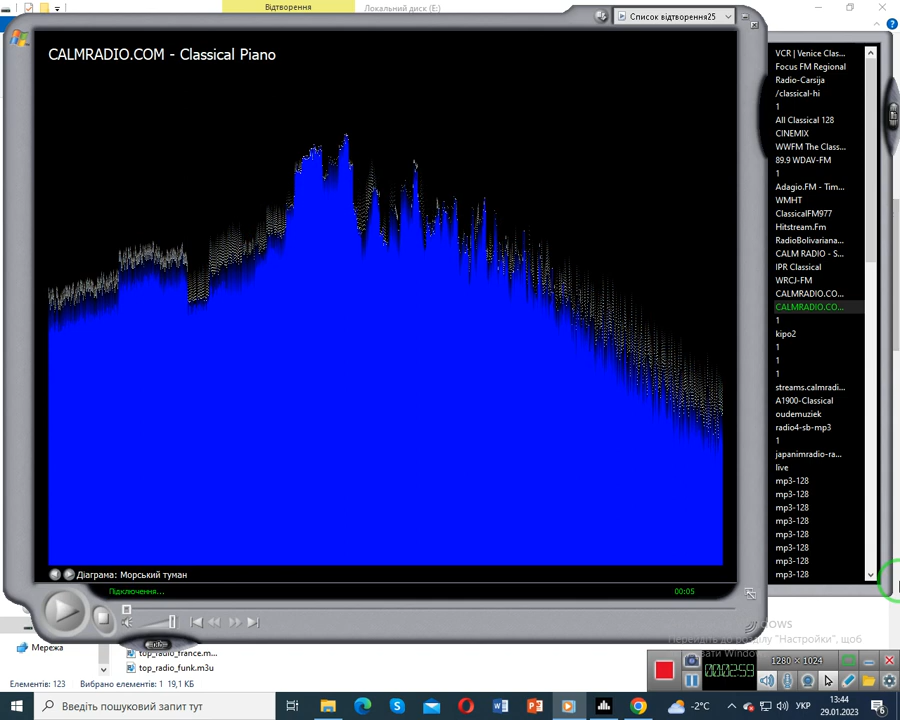 Відтворення
Локальний диск (E:)
Список відтворення25
CALMRADIO.COM - Classical Piano
VCR | Venice Clas...
Focus FM Regional
Radio-Carsija
/classical-hi
1
All Classical 128
CINEMIX
WWFM The Class...
89.9 WDAV-FM
1
Adagio.FM - Tim...
WMHT
ClassicalFM977
Hitstream.Fm
RadioBolivariana...
CALM RADIO - S...
IPR Classical
WRCJ-FM
CALMRADIO.CO...
CALMRADIO.CO...
1
kipo2
1
1
1
streams.calmradi...
A1900-Classical
oudemuziek
radio4-sb-mp3
1
japanimradio-ra...
live
mp3-128
mp3-128
mp3-128
mp3-128
mp3-128
mp3-128
mp3-128
mp3-128
Діаграма: Морський туман
Підключення...
00:05
Мережа
top_radio_france.m...
top_radio_funk.m3u
Перейдіть до розділу "Настройки", щоб
Елементів: 123
Вибрано елементів: 1 19,1 КБ
00:02:59
1280 × 1024
Введіть пошуковий запит тут
-2°C
УКР
13:44
29.01.2023
6